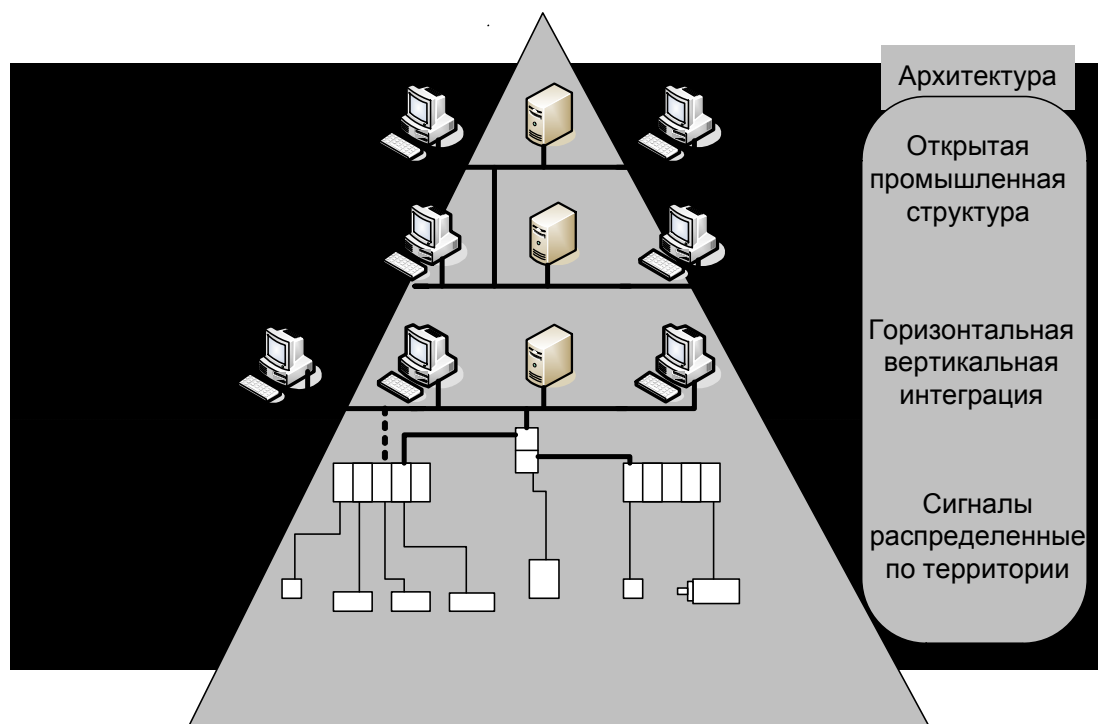 Архитектура
Открытая
промышленная
структура
Горизонтальная
вертикальная
интеграция
Сигналы
распределенные
по территории